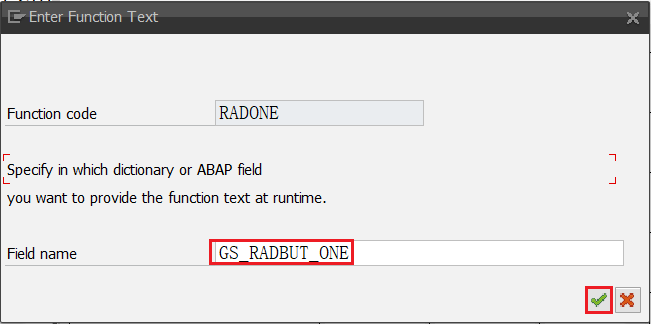 Enter Function Text
Function code RADONE
Specify in which dictionary or ABAP field
you want to provide the function text at runtime.
Field name GS_RADBUT_ONE